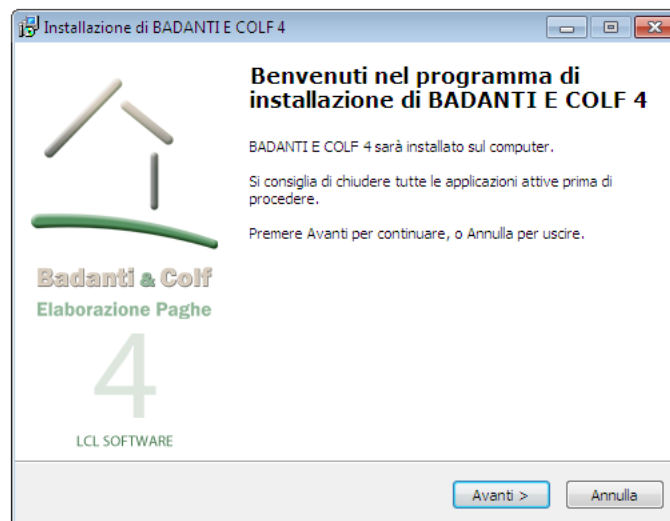 Installazione di BADANTI E COLF 4
Benvenuti nel programma di
installazione di BADANTI E COLF 4
BADANTI E COLF 4 sarà installato sul computer.
Si consiglia di chiudere tutte le applicazioni attive prima di
procedere.
Premere Avanti per continuare, o Annulla per uscire.
Badanti & Colf
Elaborazione Paghe
4
LCL SOFTWARE
Avanti >
Annulla